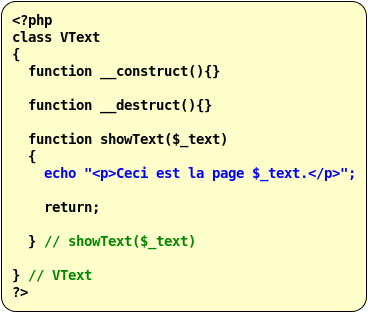 <?php
class VText
{
  function __construct(){}

  function __destruct(){}

  function showText($_text)
  {
    echo "<p>Ceci est la page $_text.</p>";

    return;

  } // showText($_text)

} // VText
?>